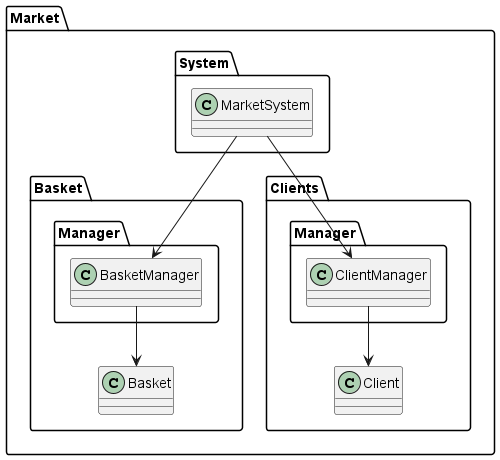 Market
System
C MarketSystem
Basket
Clients
Manager
Manager
C BasketManager
C ClientManager
C Basket
C Client